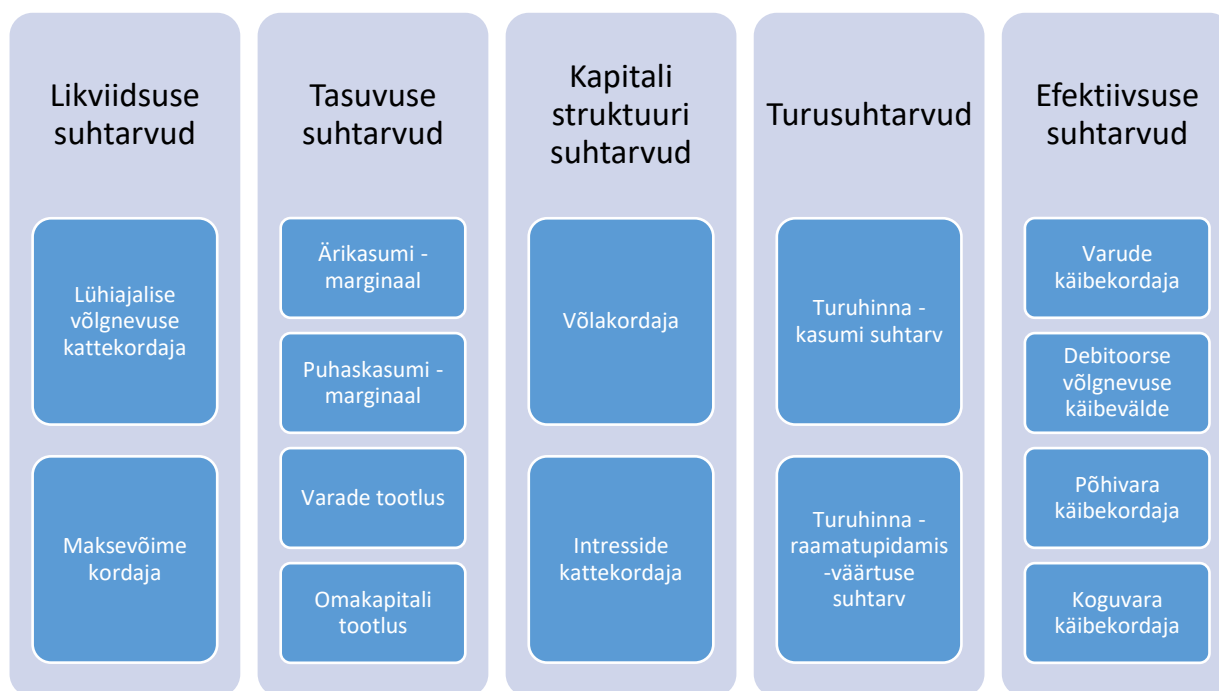 Likviidsuse
suhtarvud
Lühiajalise
võlgnevuse
kattekordaja
Maksevõime
kordaja
Tasuvuse
suhtarvud
Ärikasumi -
marginaal
Puhaskasumi -
marginaal
Varade tootlus
Omakapitali
tootlus
Kapitali
struktuuri
suhtarvud
Võlakordaja
Intresside
kattekordaja
Turusuhtarvud
Turuhinna -
kasumi suhtarv
Turuhinna -
raamatupidamis
-väärtuse
suhtarv
Efektiivsuse
suhtarvud
Varude
käibekordaja
Debitoorse
võlgnevuse
käibevälde
Põhivara
käibekordaja
Koguvara
käibekordaja